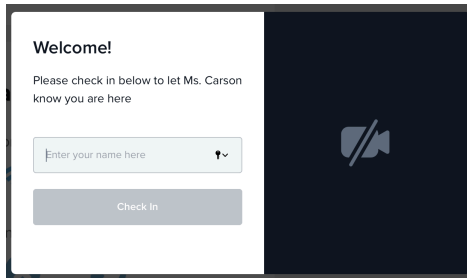 Welcome!
Please check in below to let Ms. Carson
know you are here
Enter your name here
Check In